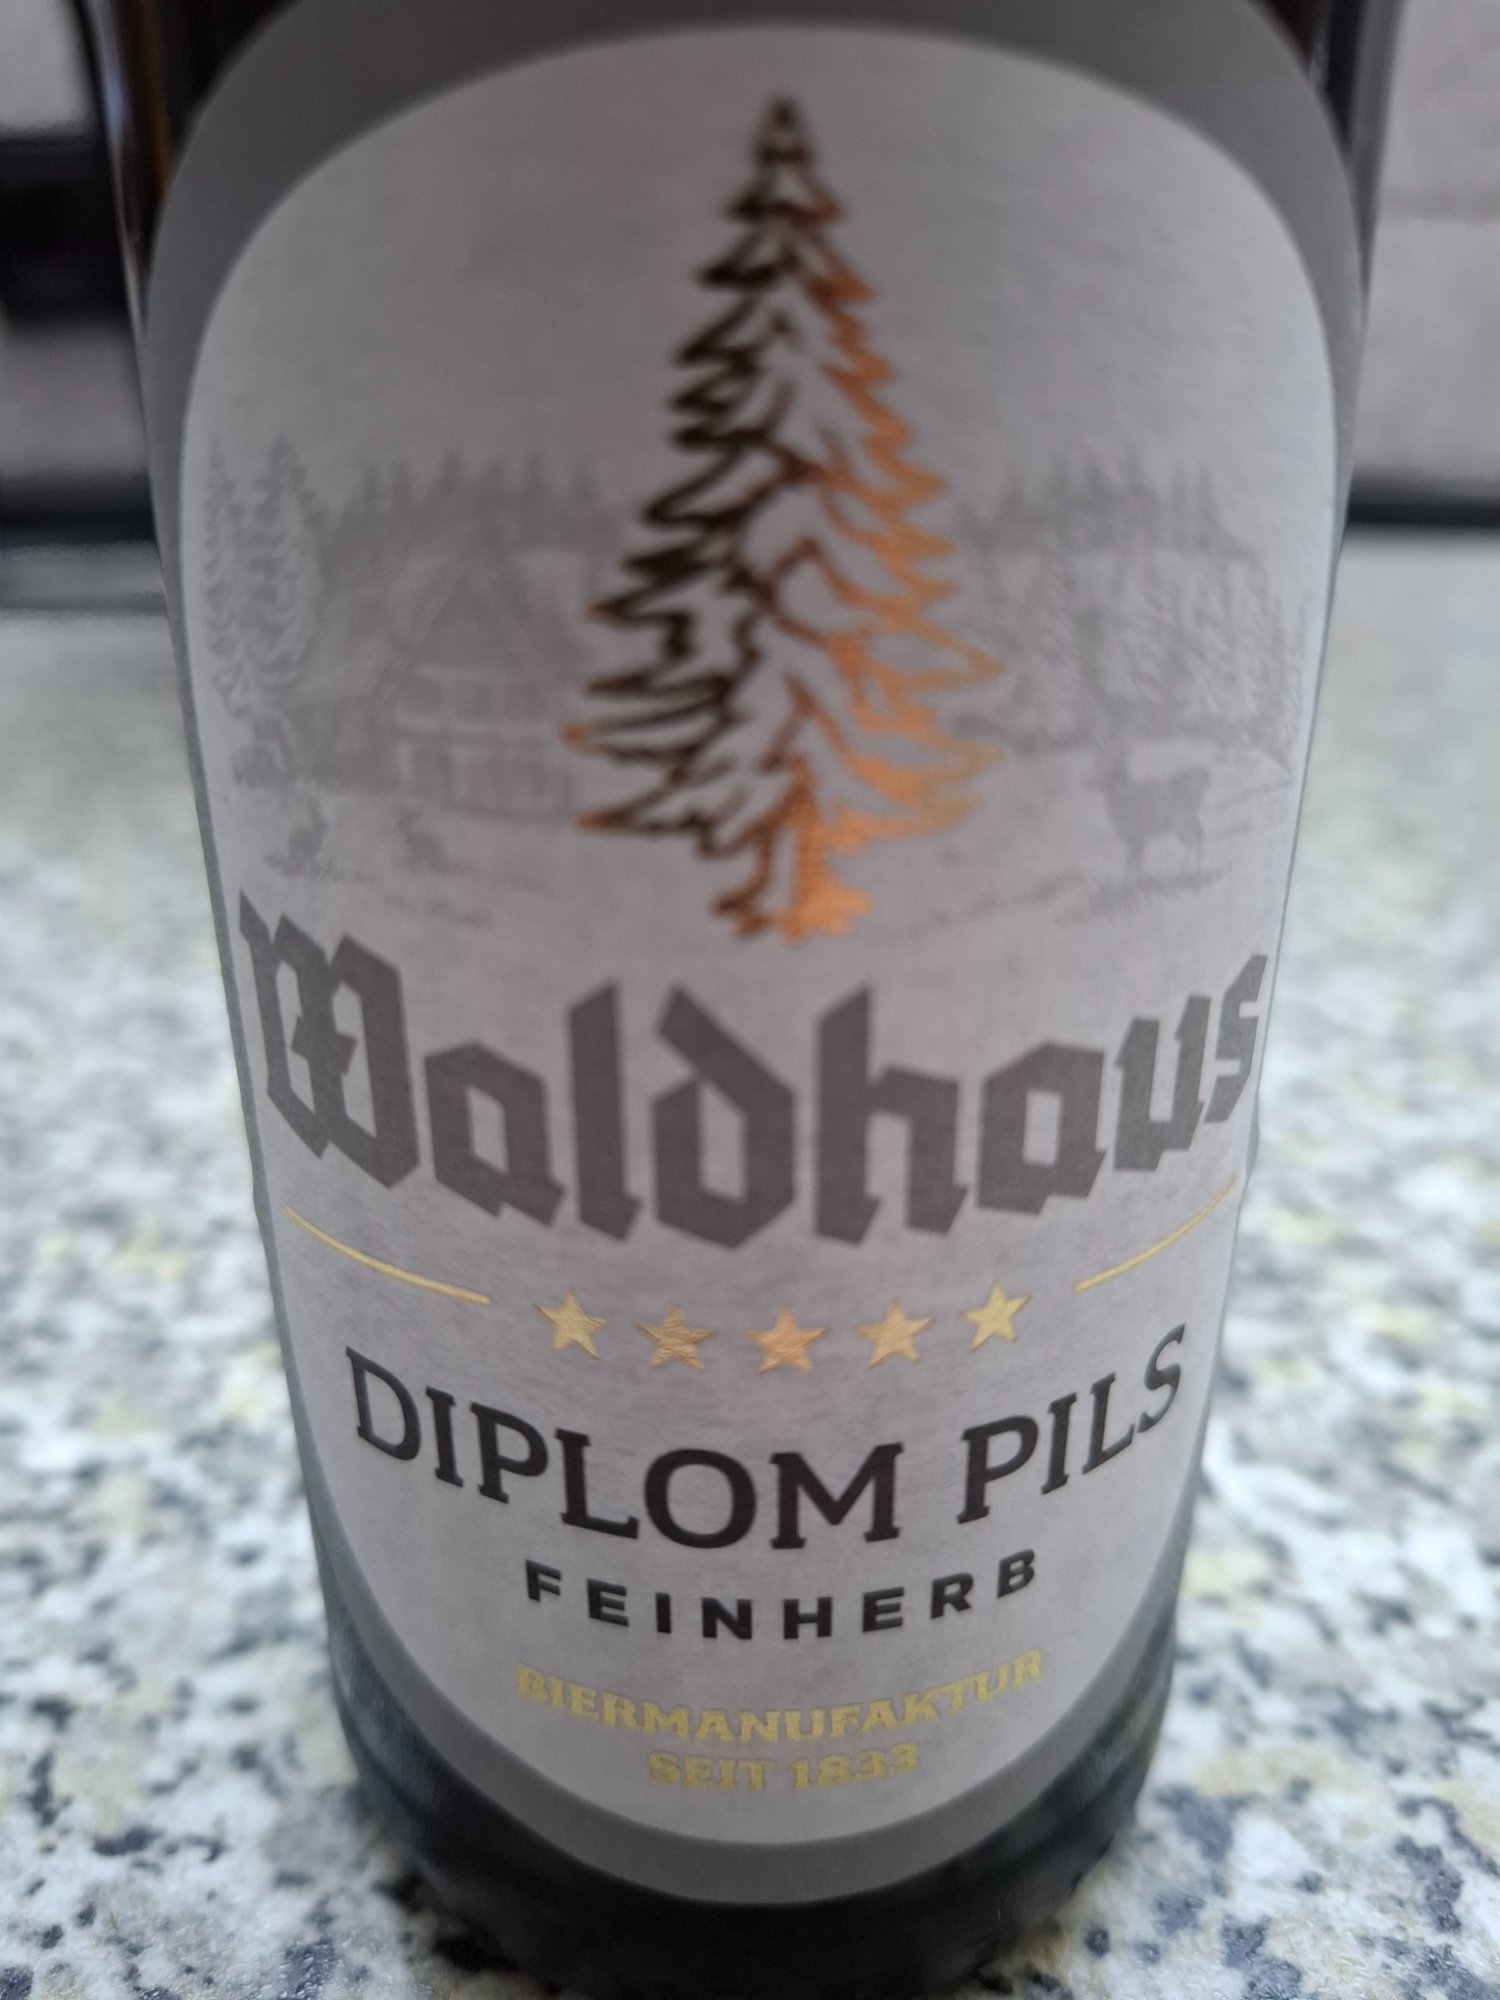 Waldhaus
DIPLOM PILS
FEINHERB
BIERMANUFAKTUR
SEIT 1833